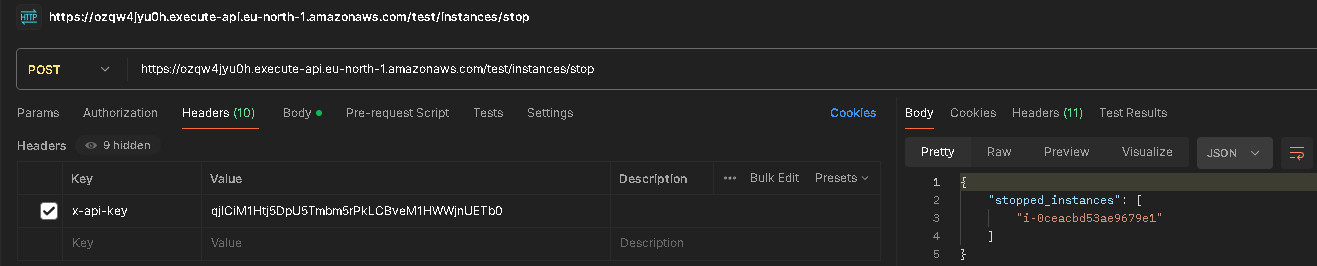 HTTP https://ozqw4jyu0h.execute-api.eu-north-1.amazonaws.com/test/instances/stop
POST https://ozqw4jyu0h.execute-api.eu-north-1.amazonaws.com/test/instances/stop
Params Authorization Headers (10) Body Pre-request Script Tests Settings Cookies
Headers 9 hidden
Key Value Description ••• Bulk Edit Presets
x-api-key qjlCiM1Htj5DpU5Tmbm5rPkLCBveM1HWWjnUETb0
Key Value Description
Body Cookies Headers (11) Test Results
Pretty Raw Preview Visualize JSON
1 {
2 "stopped_instances": [
3 "i-0ceacbd53ae9679e1"
4 ]
5 }